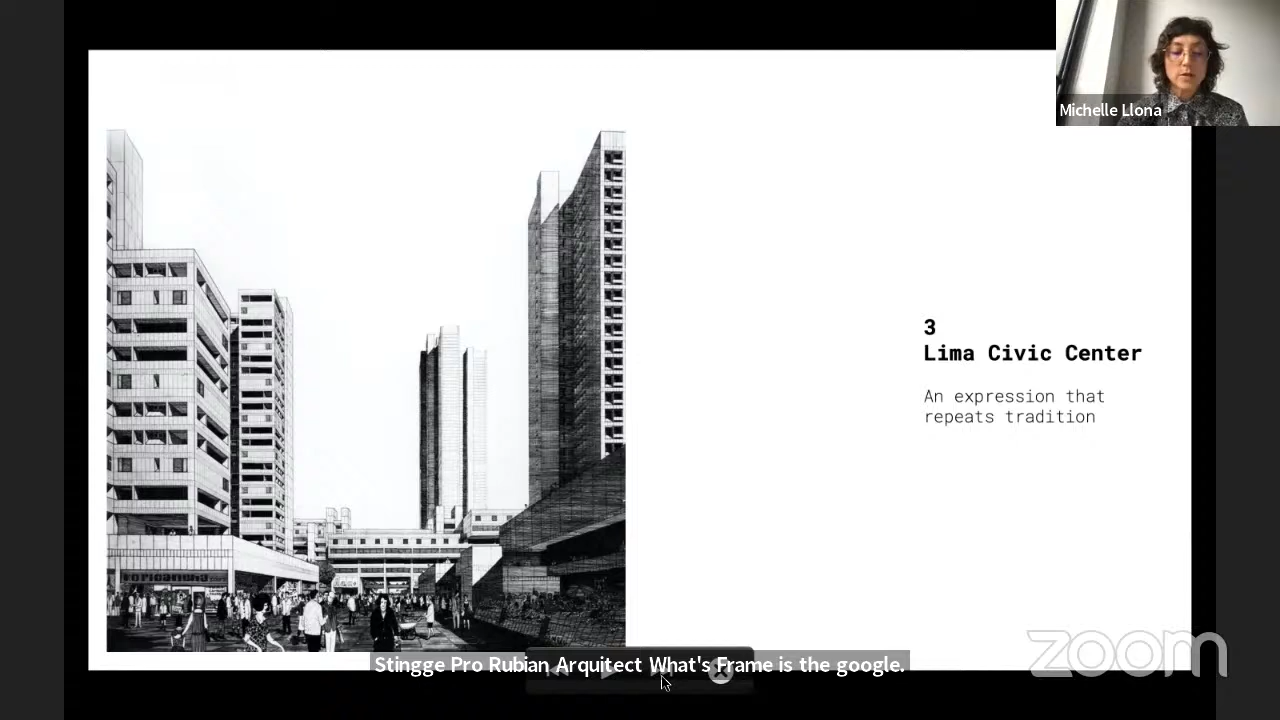 Michelle Llona
3
Lima Civic Center
An expression that
repeats tradition
zoom
Stingge Pro Rubian Arquitect What's Frame is the google.